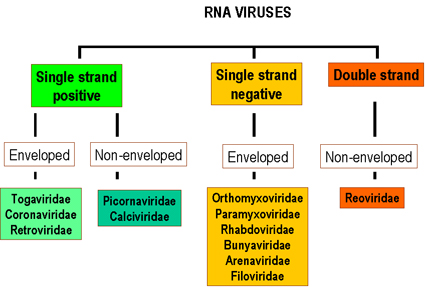 RNA VIRUSES
Single strand
positive
Single strand
negative
Double strand
Enveloped
Non-enveloped
Enveloped
Non-enveloped
Togaviridae
Coronaviridae
Retroviridae
Picornaviridae
Calciviridae
Orthomyxoviridae
Paramyxoviridae
Rhabdoviridae
Bunyaviridae
Arenaviridae
Filoviridae
Reoviridae